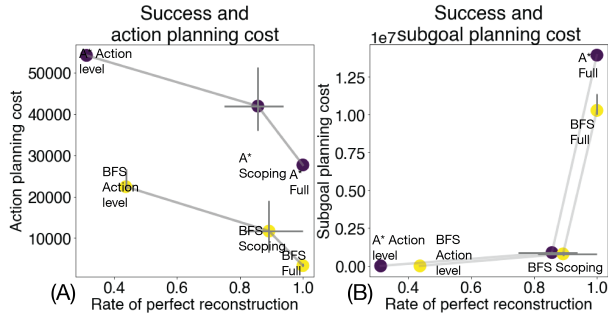 Success and
action planning cost
Action planning cost
50000
40000
30000
20000
10000
A* Action
level
A*
Scoping
A*
Full
BFS
Action
level
BFS
Scoping
BFS
Full
0.4
0.6
0.8
1.0
(A)
Rate of perfect reconstruction
Success and
subgoal planning cost
1e7
Subgoal planning cost
1.25
1.00
0.75
0.50
0.25
0.00
A*
Full
BFS
Full
A* Action
level
BFS
Action
level
BFS Scoping
0.4
0.6
0.8
1.0
(B)
Rate of perfect reconstruction